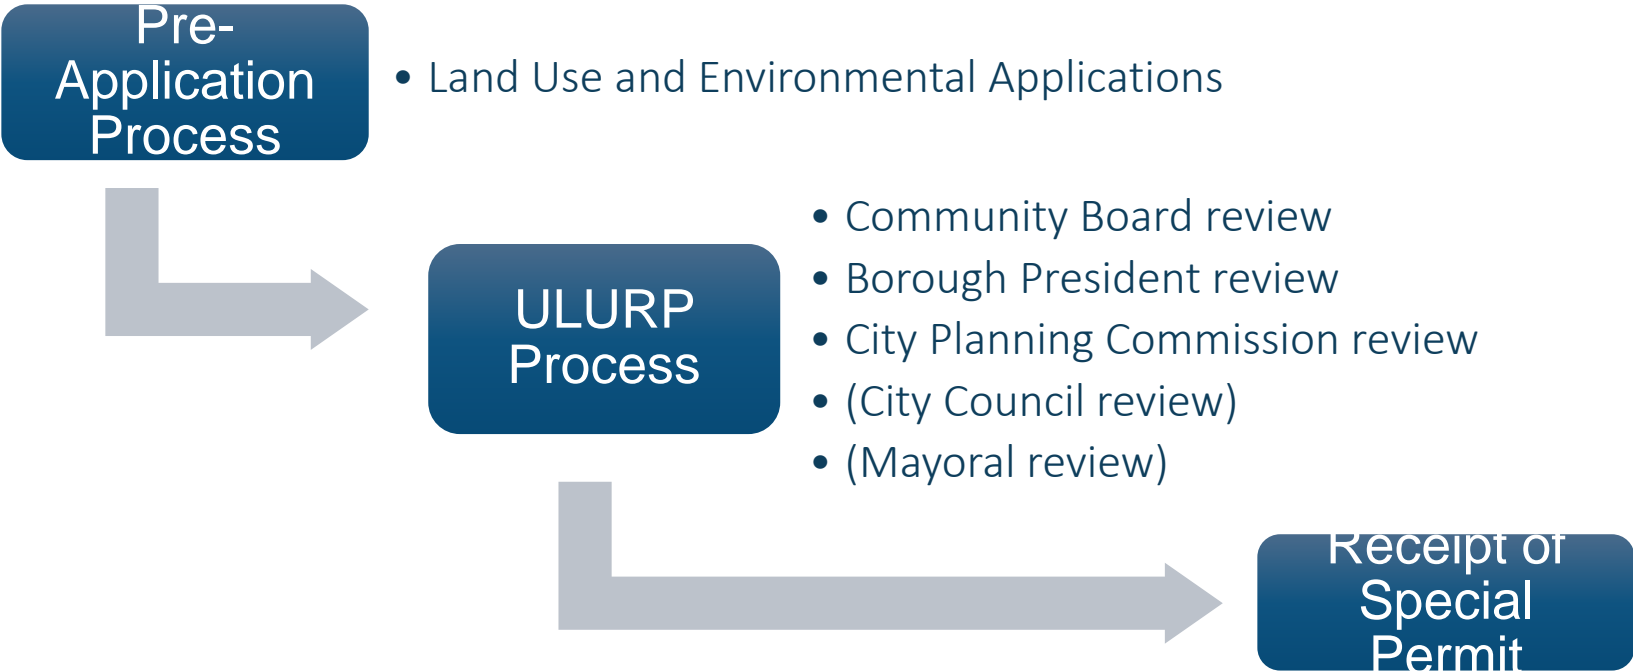 Pre-
Application
Process
• Land Use and Environmental Applications
ULURP
Process
• Community Board review
• Borough President review
• City Planning Commission review
• (City Council review)
• (Mayoral review)
Receipt of
Special
Permit